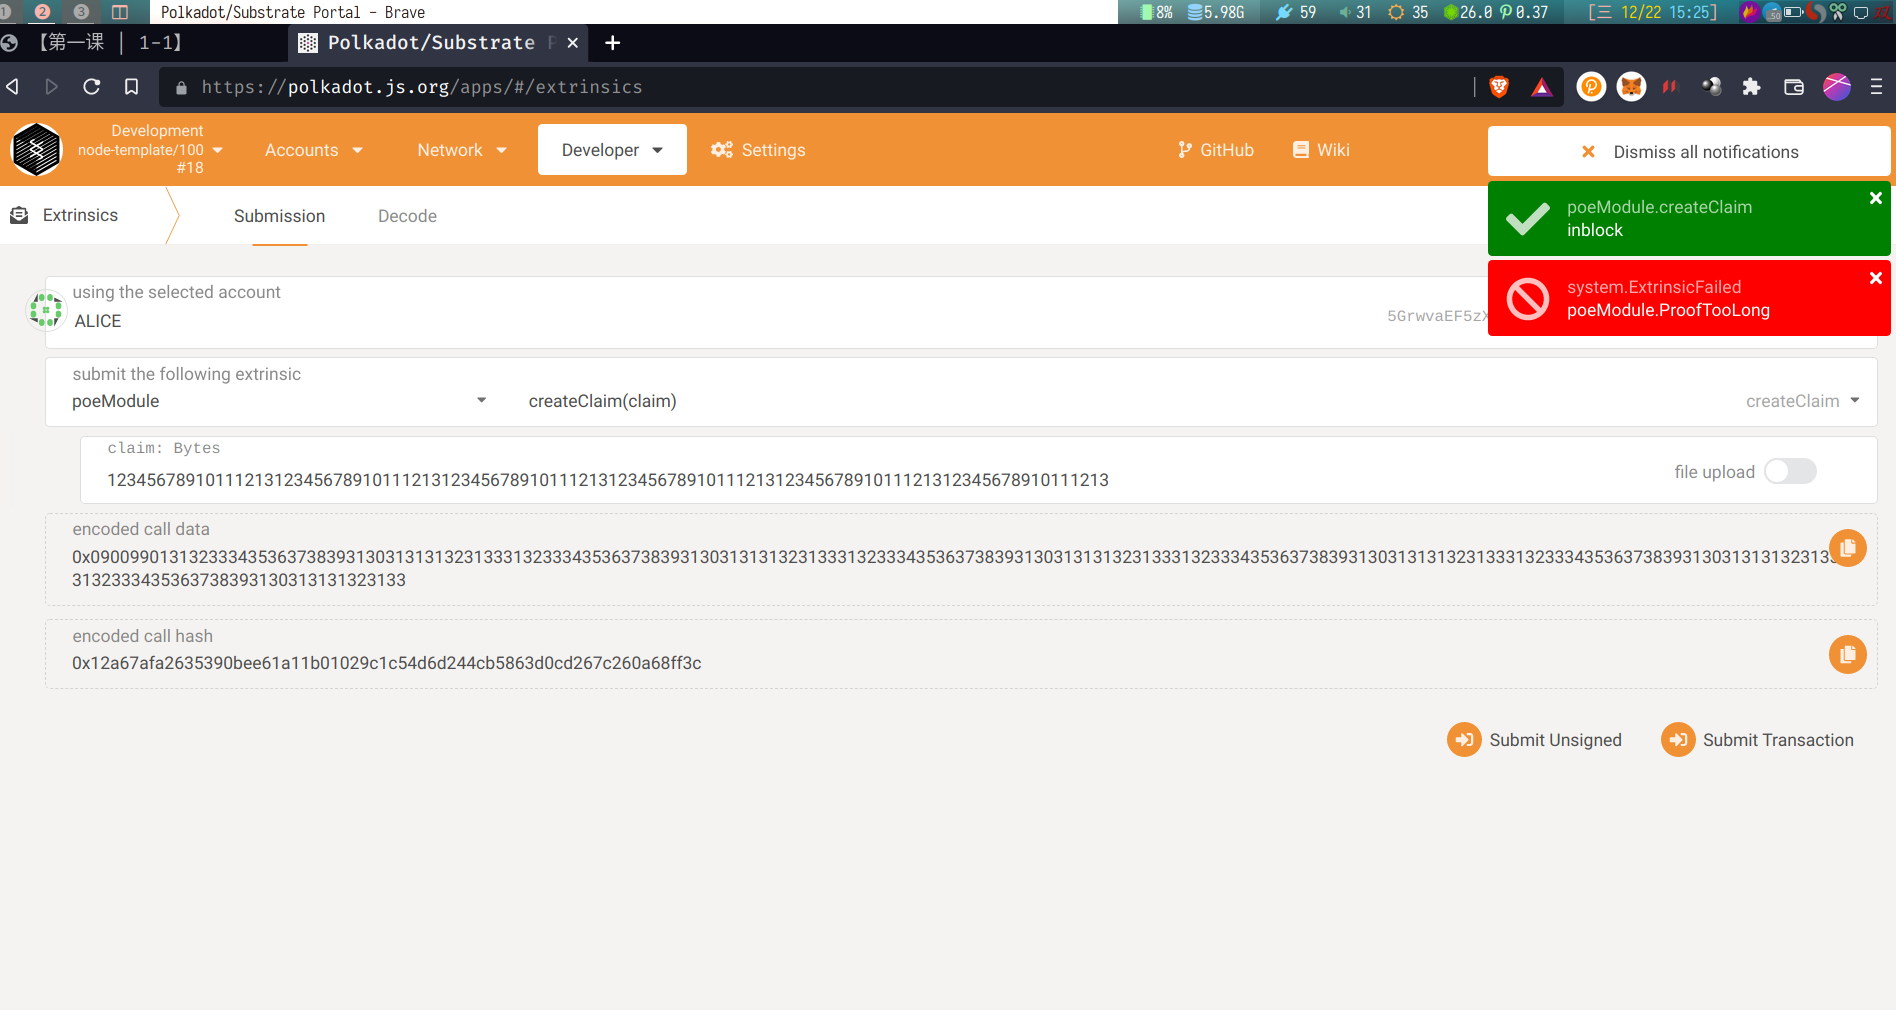 1 2 3 Polkadot/Substrate Portal - Brave 8% 5.98G 59 31 35 26.0 0.37 [三 12/22 15:25]
【第一课 | 1-1】 Polkadot/Substrate P
https://polkadot.js.org/apps/#/extrinsics
Development
node-template/100
#18
Accounts Network Developer Settings GitHub Wiki
Dismiss all notifications
poeModule.createClaim
inblock
system.ExtrinsicFailed
poeModule.ProofTooLong
Extrinsics Submission Decode
using the selected account
ALICE 5GrwvaEF5zX
submit the following extrinsic
poeModule createClaim(claim) createClaim
claim: Bytes
123456789101112131234567891011121312345678910111213123456789101112131234567891011121312345678910111213
file upload
encoded call data
0x0900990131323334353637383931303131313231333132333435363738393130313131323133313233343536373839313031313132313331323334353637383931303131313231333132333435363738393130313131323133
3132333435363738393130313131323133
encoded call hash
0x12a67afa2635390bee61a11b01029c1c54d6d244cb5863d0cd267c260a68ff3c
Submit Unsigned Submit Transaction